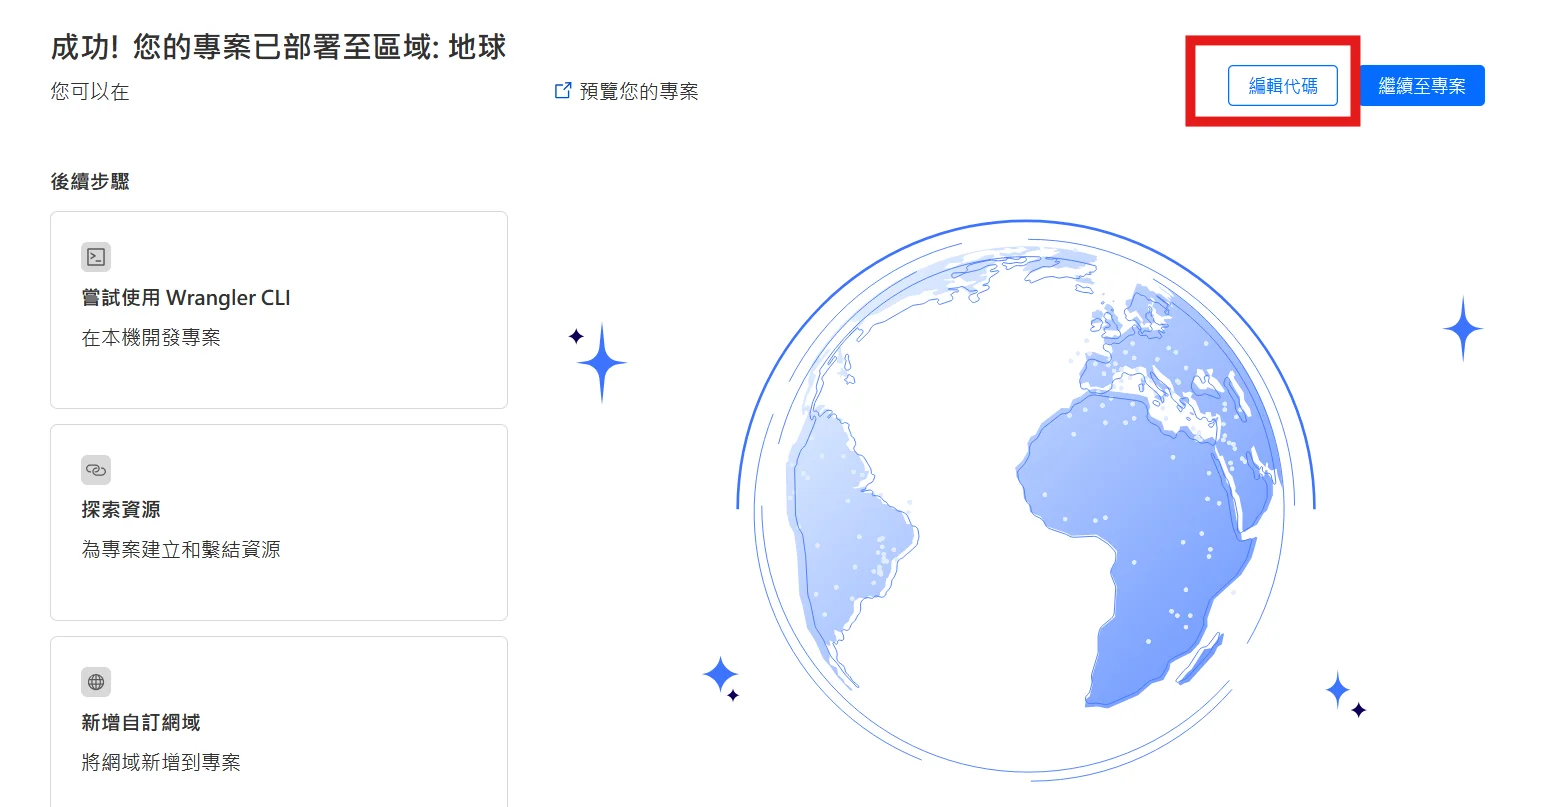 成功! 您的專案已部署至區域: 地球
您可以在 預覽您的專案
編輯代碼
繼續至專案
後續步驟
嘗試使用 Wrangler CLI
在本機開發專案
探索資源
為專案建立和繫結資源
新增自訂網域
將網域新增到專案